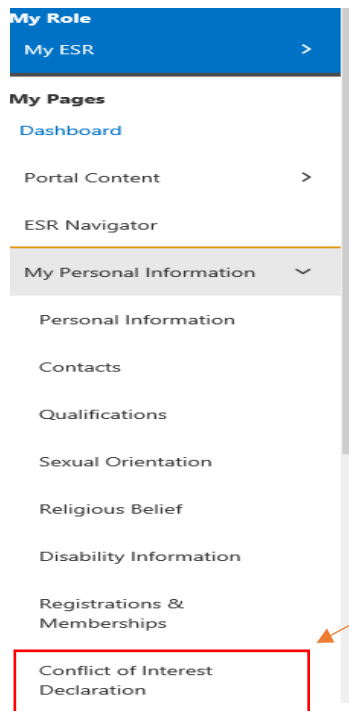 My Role
My ESR
My Pages
Dashboard
Portal Content
ESR Navigator
My Personal Information
Personal Information
Contacts
Qualifications
Sexual Orientation
Religious Belief
Disability Information
Registrations &
Memberships
Conflict of Interest
Declaration